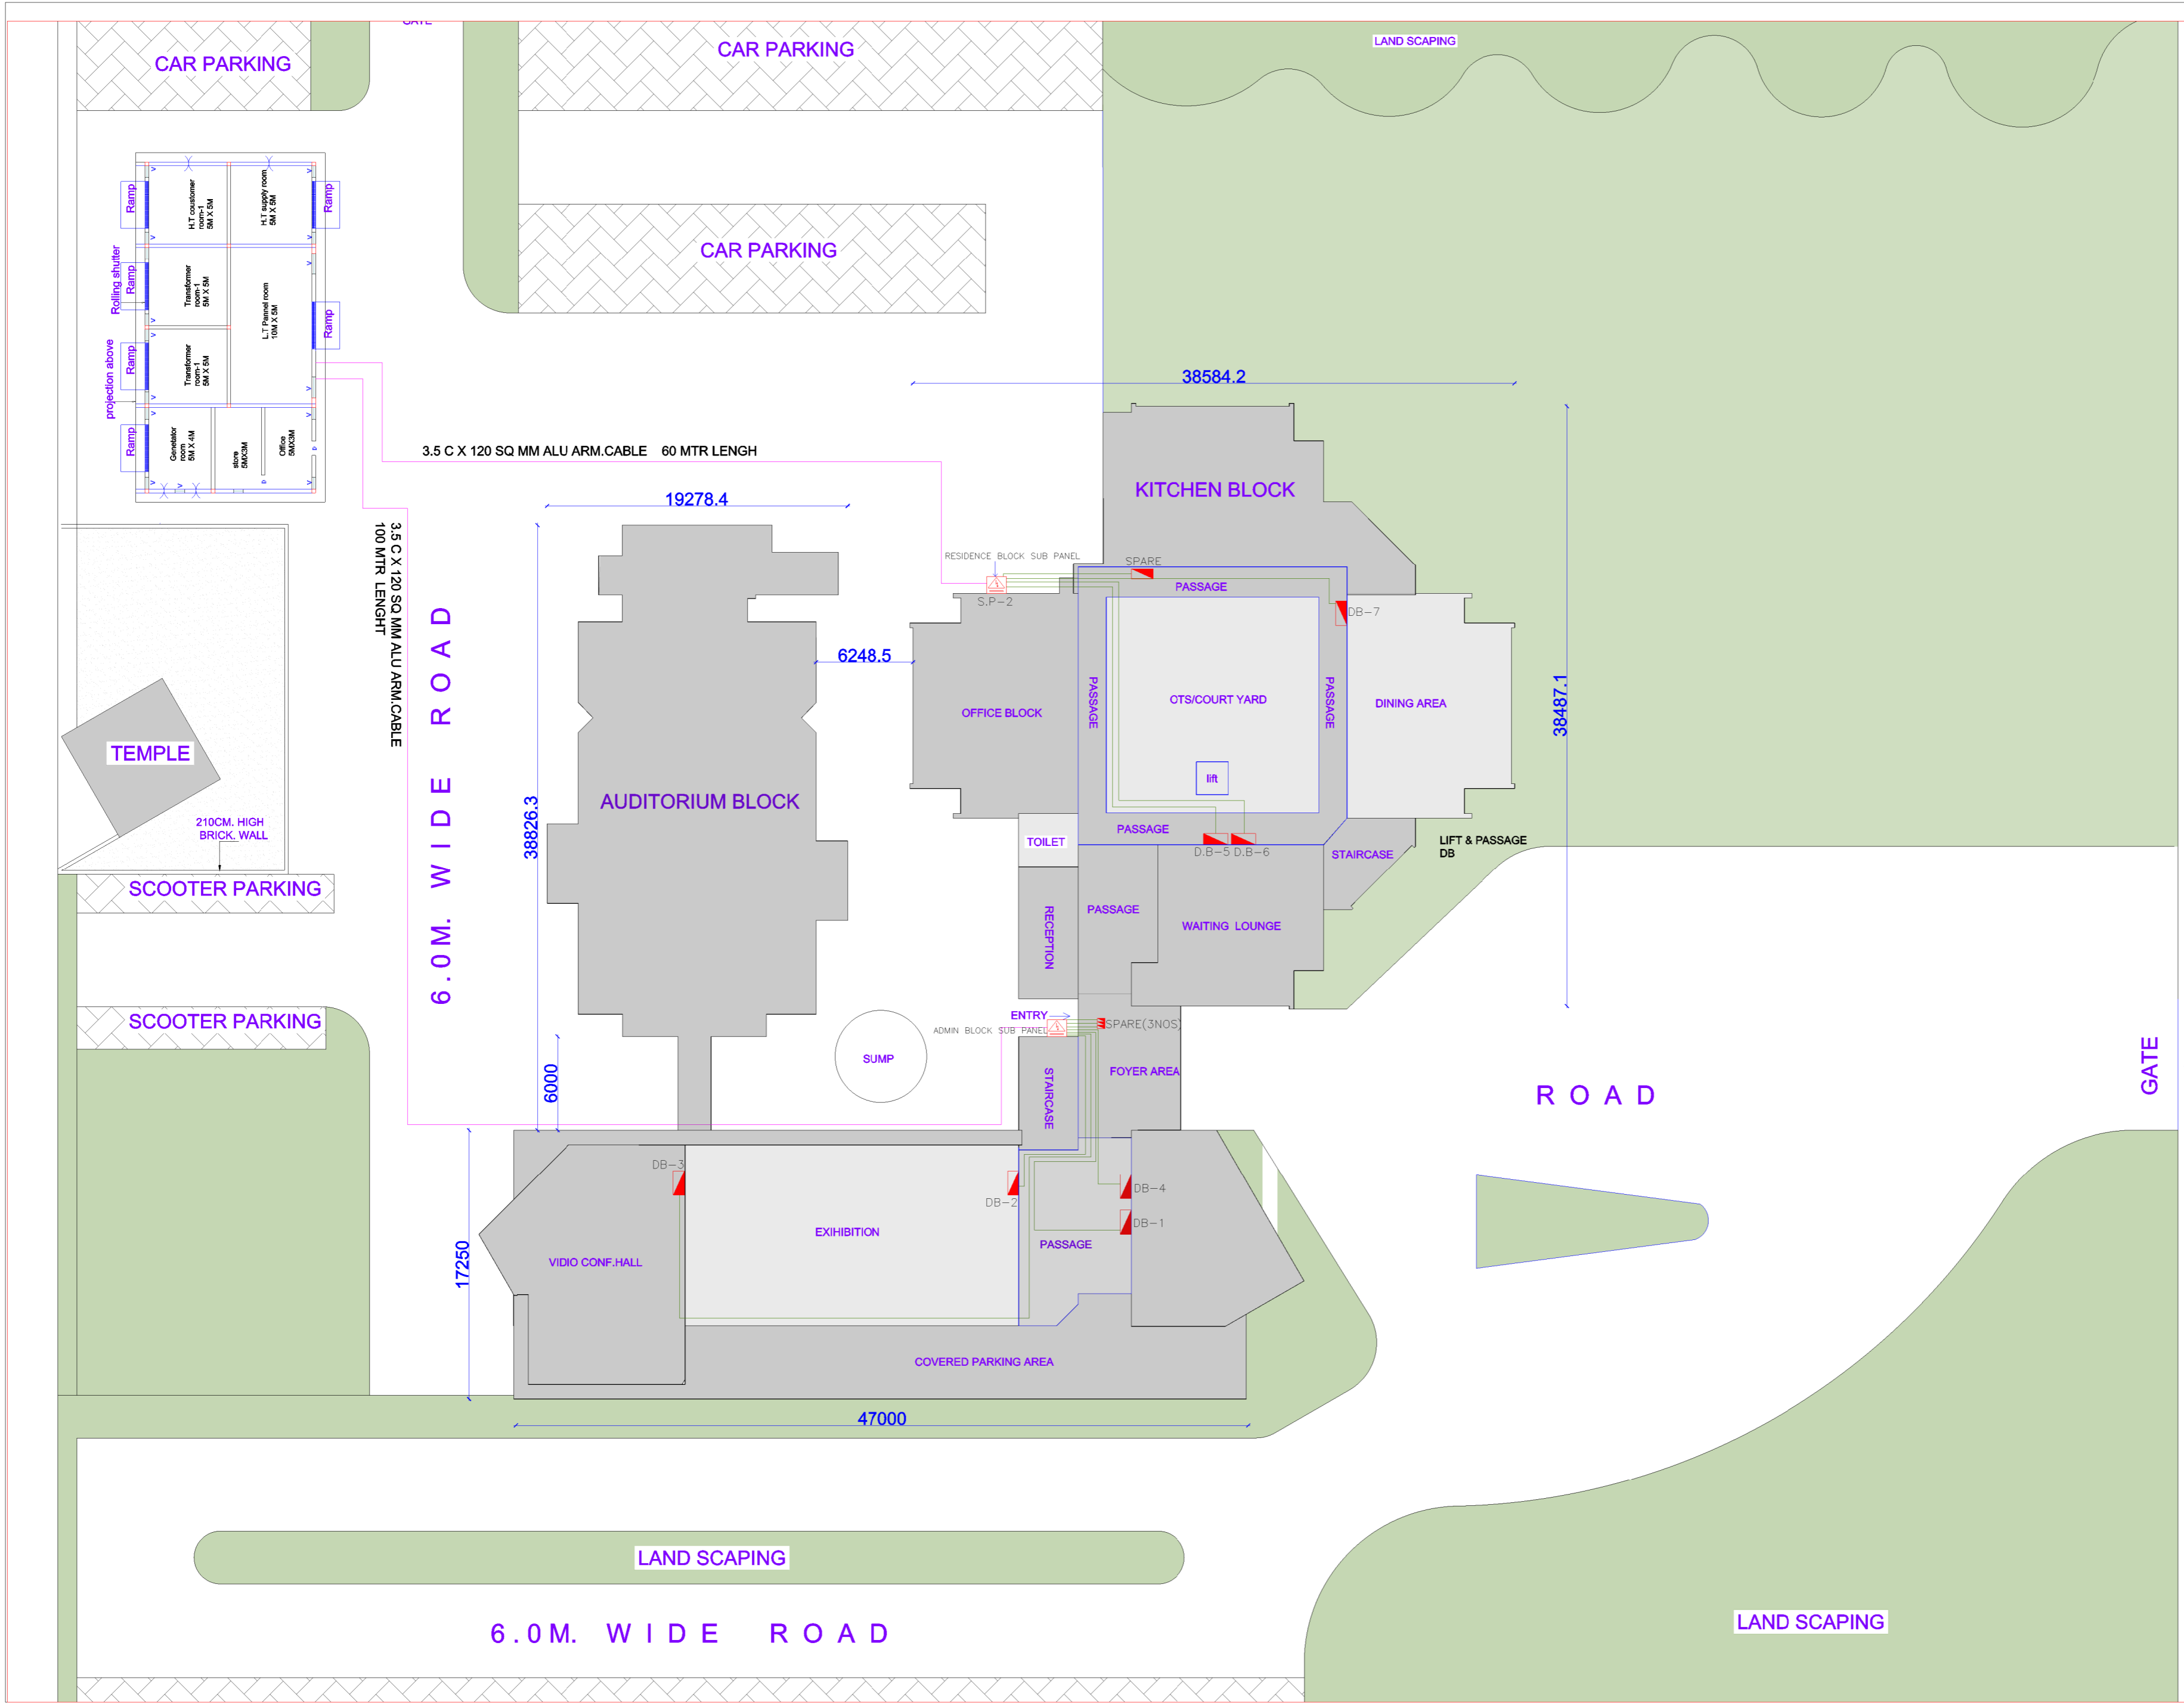 GATE
CAR PARKING
CAR PARKING
LAND SCAPING
CAR PARKING
Ramp
H.T coustomer
room-1
5M X 5M
H.T supply room
5M X 5M
Ramp
Rolling shutter
Ramp
Transformer
room-1
5M X 5M
L.T Pannel room
10M X 5M
Ramp
projection above
Ramp
Transformer
room-1
5M X 5M
Ramp
Genetator
room
5M X 4M
store
5MX3M
Office
5MX3M
38584.2
3.5 C X 120 SQ MM ALU ARM.CABLE 60 MTR LENGH
KITCHEN BLOCK
19278.4
3.5 C X 120 SQ MM ALU ARM.CABLE
100 MTR LENGHT
RESIDENCE BLOCK SUB PANEL
SPARE
S.P-2
PASSAGE
DB-7
6.0M. WIDE ROAD
6248.5
38487.1
OFFICE BLOCK
PASSAGE
OTS/COURT YARD
PASSAGE
DINING AREA
TEMPLE
lift
AUDITORIUM BLOCK
38826.3
210CM. HIGH
BRICK. WALL
PASSAGE
TOILET
D.B-5 D.B-6
STAIRCASE
LIFT & PASSAGE
DB
SCOOTER PARKING
RECEPTION
PASSAGE
WAITING LOUNGE
SCOOTER PARKING
ENTRY
ADMIN BLOCK SUB PANEL
SPARE(3NOS)
SUMP
6000
STAIRCASE
FOYER AREA
ROAD
GATE
DB-3
DB-2
DB-4
DB-1
EXIHIBITION
PASSAGE
VIDIO CONF.HALL
17250
COVERED PARKING AREA
47000
LAND SCAPING
LAND SCAPING
6.0M. WIDE ROAD